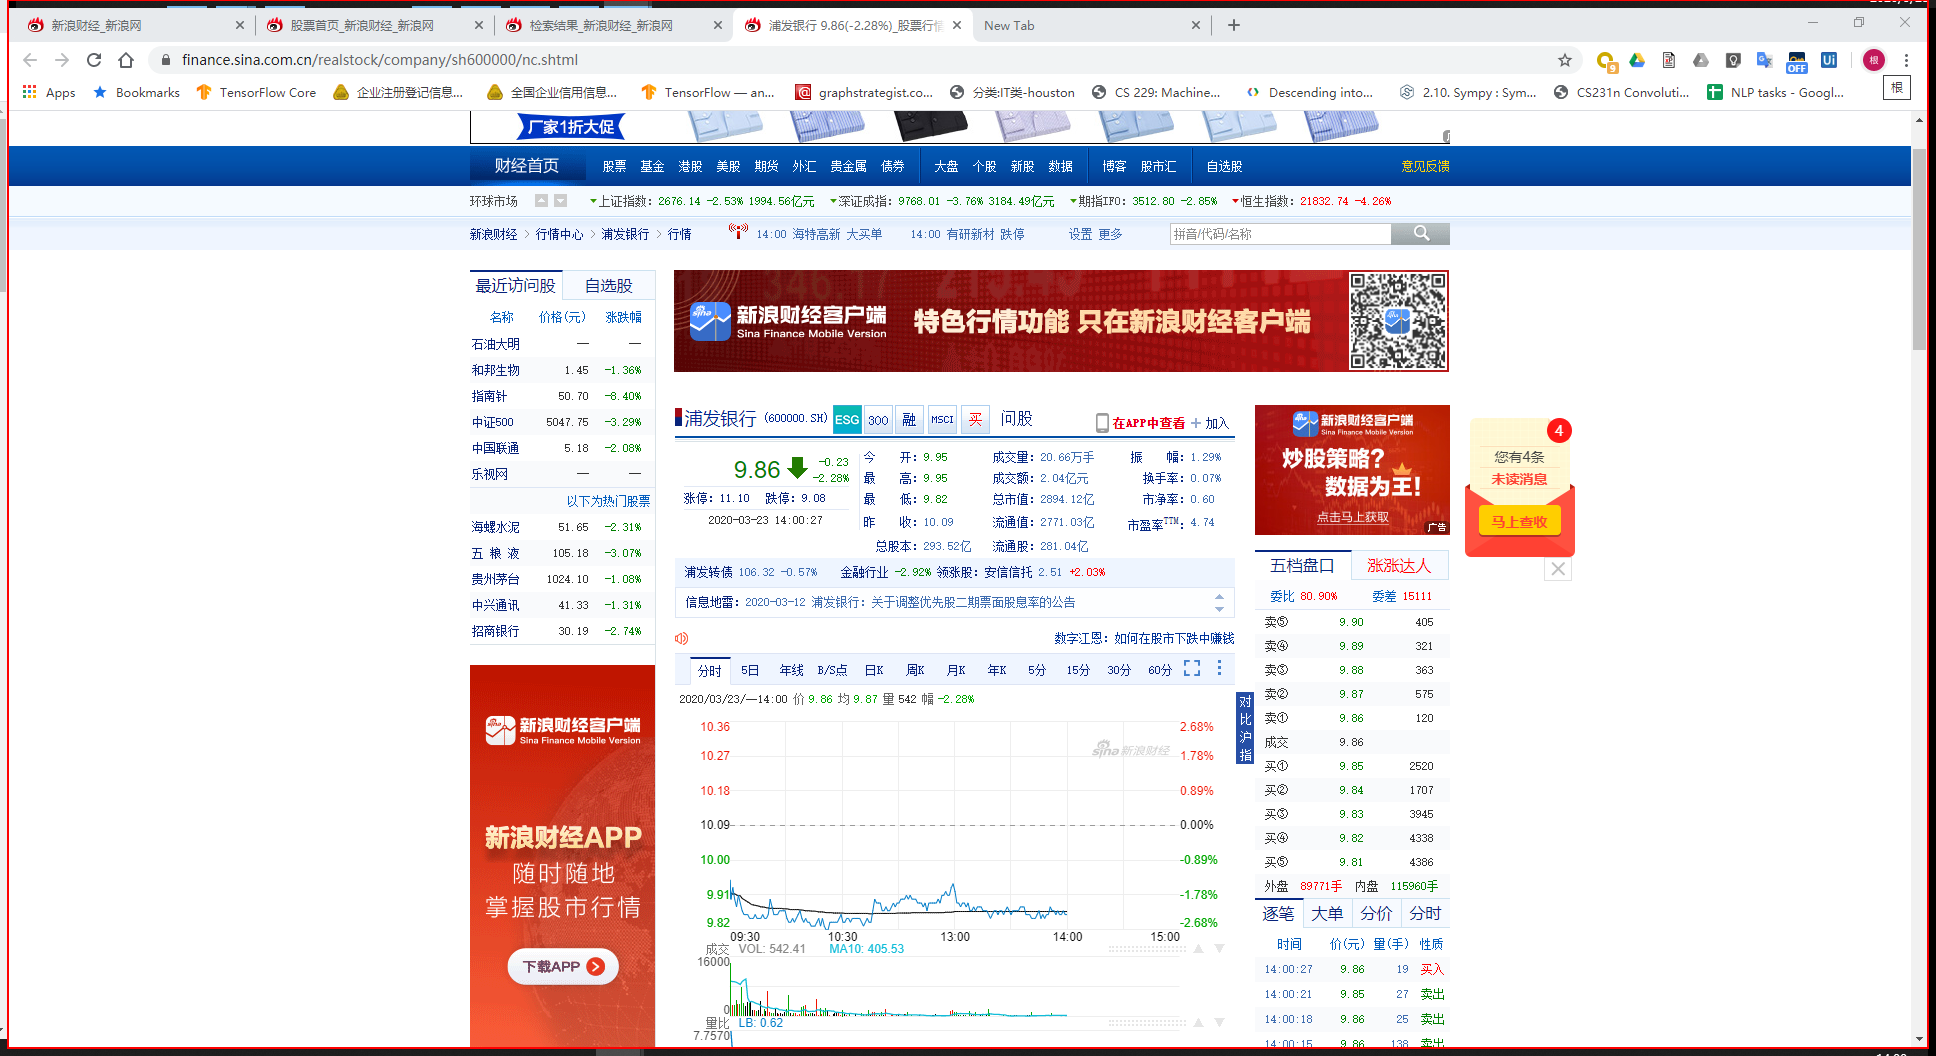 新浪财经_新浪网
股票首页_新浪财经_新浪网
检索结果_新浪财经_新浪网
浦发银行 9.86(-2.28%)_股票行情
New Tab
finance.sina.com.cn/realstock/company/sh600000/nc.shtml
9
OFF
Ui
根
Apps
Bookmarks
TensorFlow Core
企业注册登记信息...
全国企业信用信息...
TensorFlow — an...
graphstrategist.co...
分类:IT类-houston
CS 229: Machine...
Descending into...
2.10. Sympy : Sym...
CS231n Convoluti...
NLP tasks - Googl...
根
厂家1折大促
财经首页 股票 基金 港股 美股 期货 外汇 贵金属 债券 大盘 个股 新股 数据 博客 股市汇 自选股 意见反馈
环球市场 上证指数: 2676.14 -2.53% 1994.56亿元 深证成指: 9768.01 -3.76% 3184.49亿元 期指IF0: 3512.80 -2.85% 恒生指数: 21832.74 -4.26%
新浪财经 > 行情中心 > 浦发银行 > 行情 14:00 海特高新 大买单 14:00 有研新材 跌停 设置 更多 拼音/代码/名称
最近访问股 自选股
名称 价格(元) 涨跌幅
石油大明 — —
和邦生物 1.45 -1.36%
指南针 50.70 -8.40%
中证500 5047.75 -3.29%
中国联通 5.18 -2.08%
乐视网 — —
以下为热门股票
海螺水泥 51.65 -2.31%
五 粮 液 105.18 -3.07%
贵州茅台 1024.10 -1.08%
中兴通讯 41.33 -1.31%
招商银行 30.19 -2.74%
新浪财经客户端
Sina Finance Mobile Version
新浪财经APP
随时随地
掌握股市行情
下载APP
sina
新浪财经客户端
Sina Finance Mobile Version
特色行情功能 只在新浪财经客户端
浦发银行 (600000.SH) ESG 300 融 MSCI 买 问股 在APP中查看 + 加入
9.86 -0.23
-2.28%
涨停: 11.10 跌停: 9.08
2020-03-23 14:00:27
今 开: 9.95 成交量: 20.66万手 振 幅: 1.29%
最 高: 9.95 成交额: 2.04亿元 换手率: 0.07%
最 低: 9.82 总市值: 2894.12亿 市净率: 0.60
昨 收: 10.09 流通值: 2771.03亿 市盈率TTM: 4.74
总股本: 293.52亿 流通股: 281.04亿
浦发转债 106.32 -0.57% 金融行业 -2.92% 领涨股: 安信信托 2.51 +2.03%
信息地雷: 2020-03-12 浦发银行: 关于调整优先股二期票面股息率的公告
数字江恩: 如何在股市下跌中赚钱
分时 5日 年线 B/S点 日K 周K 月K 年K 5分 15分 30分 60分
2020/03/23/—14:00 价 9.86 均 9.87 量 542 幅 -2.28%
10.36 2.68%
sina 新浪财经
10.27 1.78%
10.18 0.89%
10.09 0.00%
10.00 -0.89%
9.91 -1.78%
9.82 -2.68%
09:30 10:30 13:00 14:00 15:00
成交 VOL: 542.41 MA10: 405.53
16000
0
量比 LB: 0.62
7.7570
对比沪指
新浪财经客户端
Sina Finance Mobile Version
炒股策略?
数据为王!
点击马上获取
广告
五档盘口 涨涨达人
委比 80.90% 委差 15111
卖⑤ 9.90 405
卖④ 9.89 321
卖③ 9.88 363
卖② 9.87 575
卖① 9.86 120
成交 9.86
买① 9.85 2520
买② 9.84 1707
买③ 9.83 3945
买④ 9.82 4338
买⑤ 9.81 4386
外盘 89771手 内盘 115960手
逐笔 大单 分价 分时
时间 价(元) 量(手) 性质
14:00:27 9.86 19 买入
14:00:21 9.85 27 卖出
14:00:18 9.86 25 卖出
14:00:15 9.86 138 卖出
4
您有4条
未读消息
马上查收